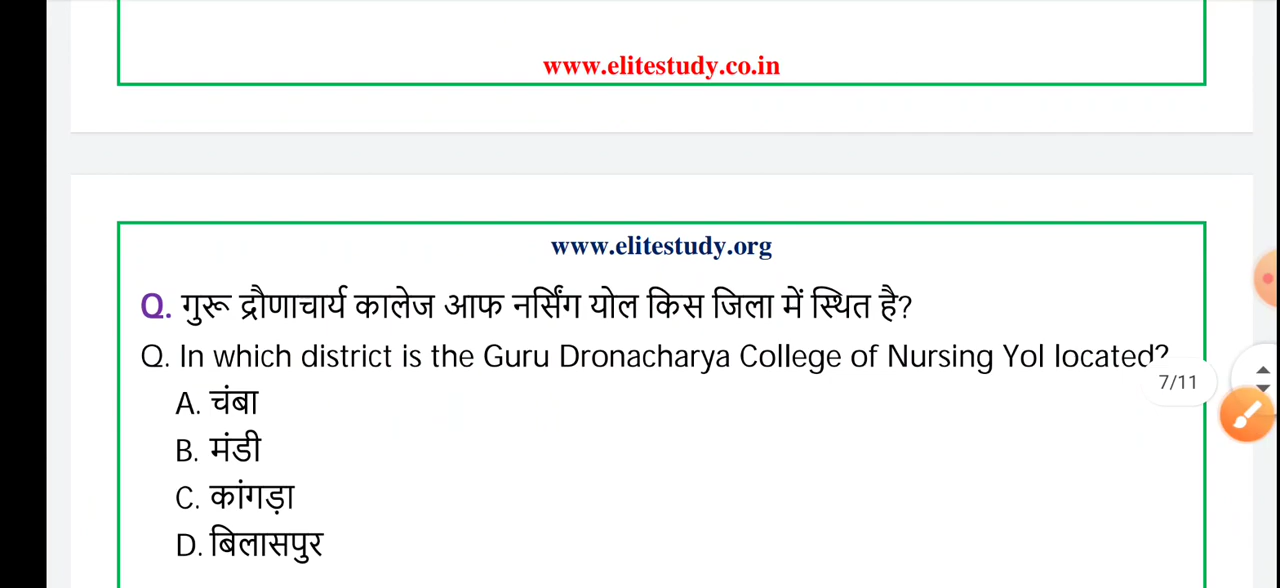 www.elitestudy.co.in
www.elitestudy.org
Q. गुरू द्रौणाचार्य कालेज आफ नर्सिंग योल किस जिला में स्थित है?
Q. In which district is the Guru Dronacharya College of Nursing Yol located?
7/11
A. चंबा
B. मंडी
C. कांगड़ा
D. बिलासपुर